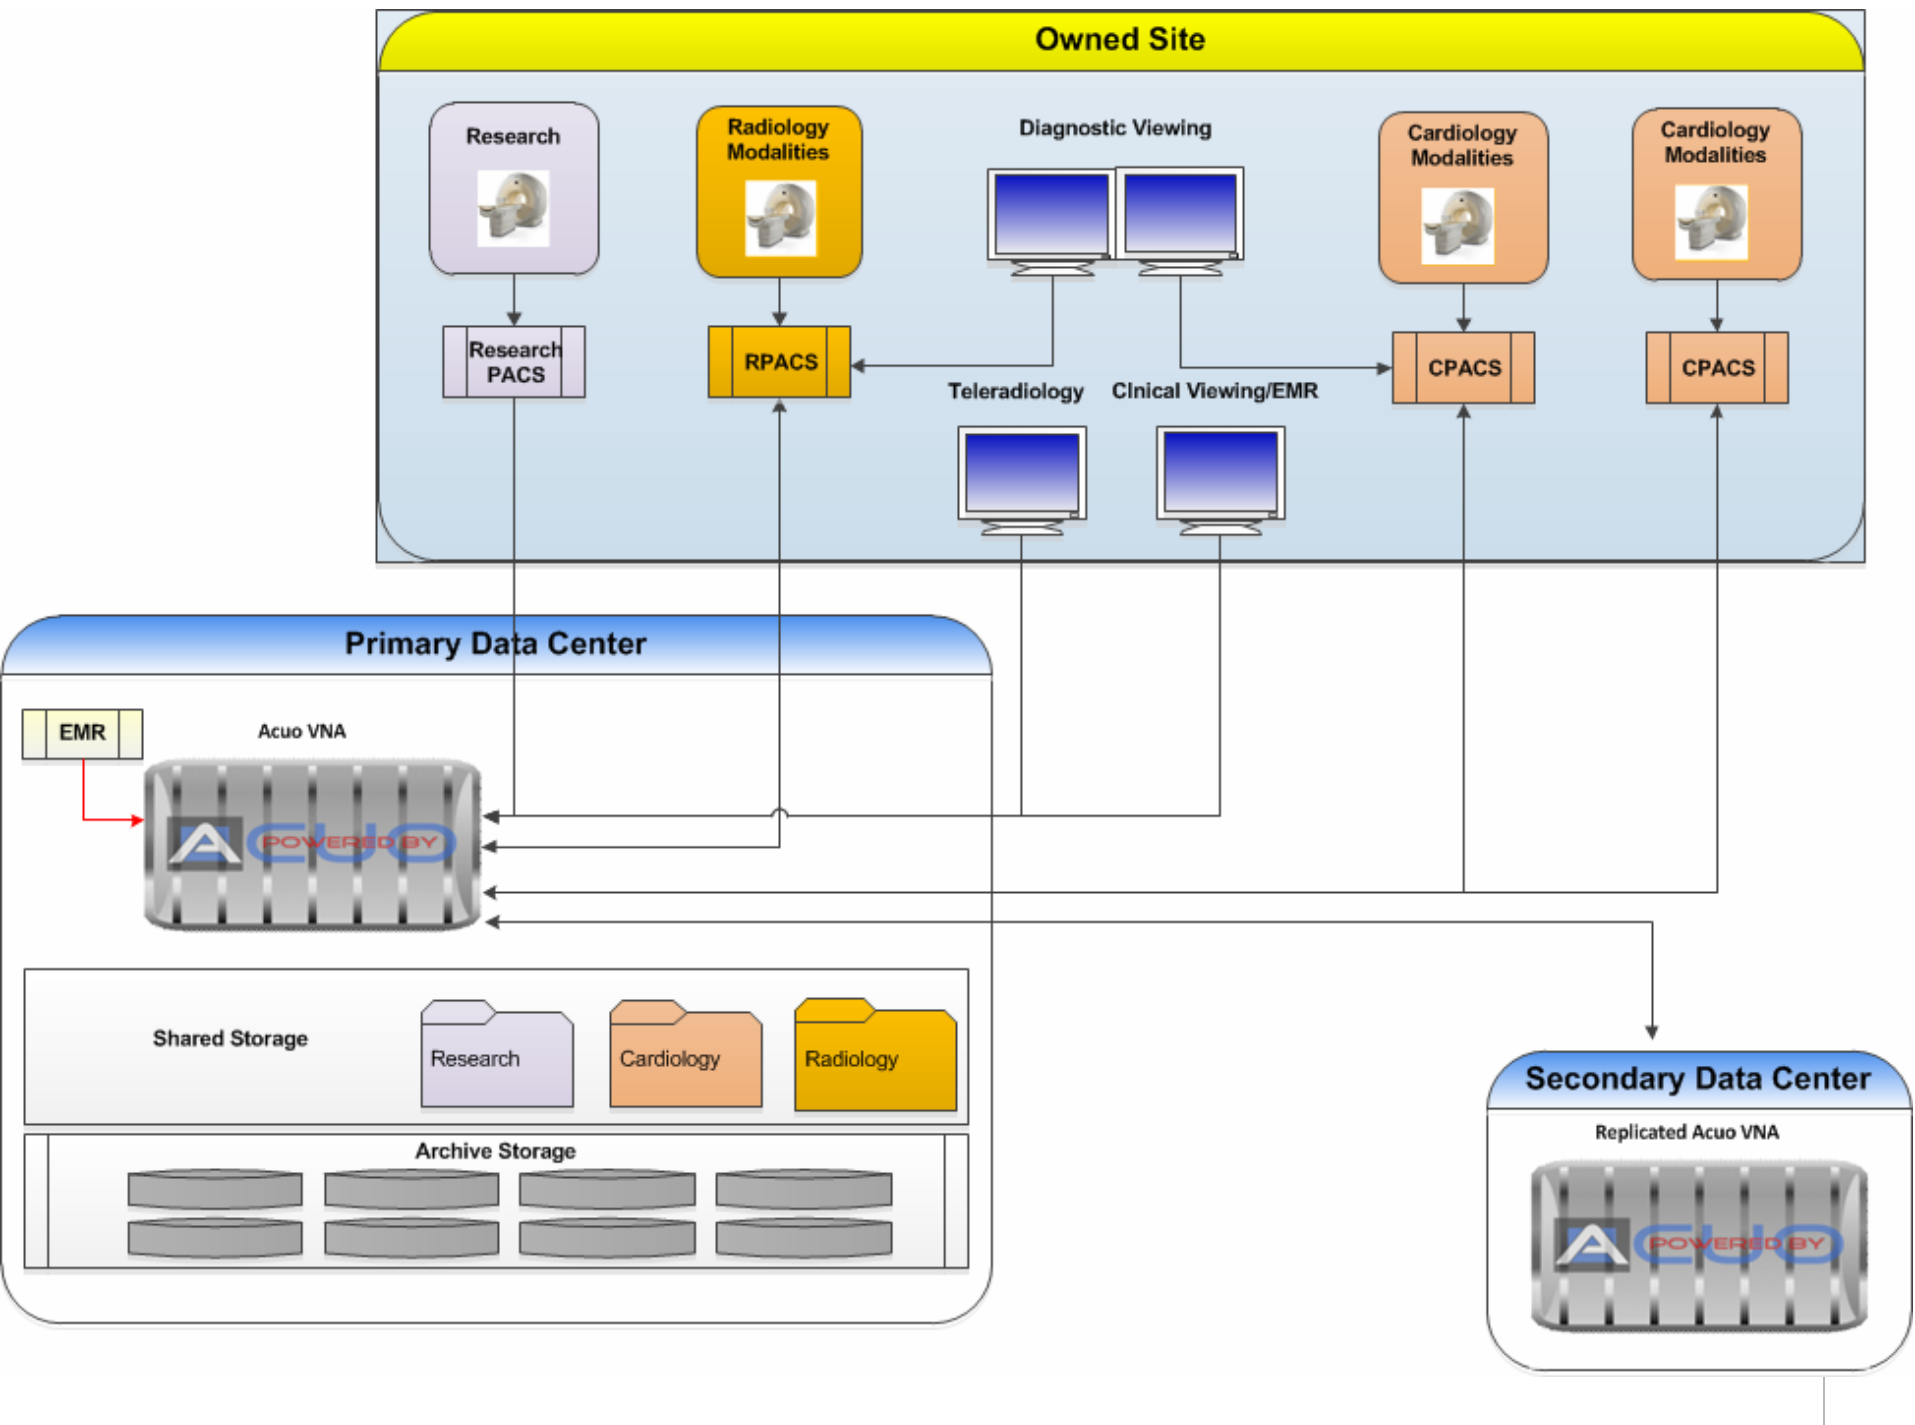 Owned Site
Research
Radiology
Modalities
Diagnostic Viewing
Cardiology
Modalities
Cardiology
Modalities
Research
PACS
RPACS
CPACS
CPACS
Teleradiology
Clnical Viewing/EMR
Primary Data Center
EMR
Acuo VNA
ACUO
POWERED BY
Shared Storage
Research
Cardiology
Radiology
Archive Storage
Secondary Data Center
Replicated Acuo VNA
ACUO
POWERED BY